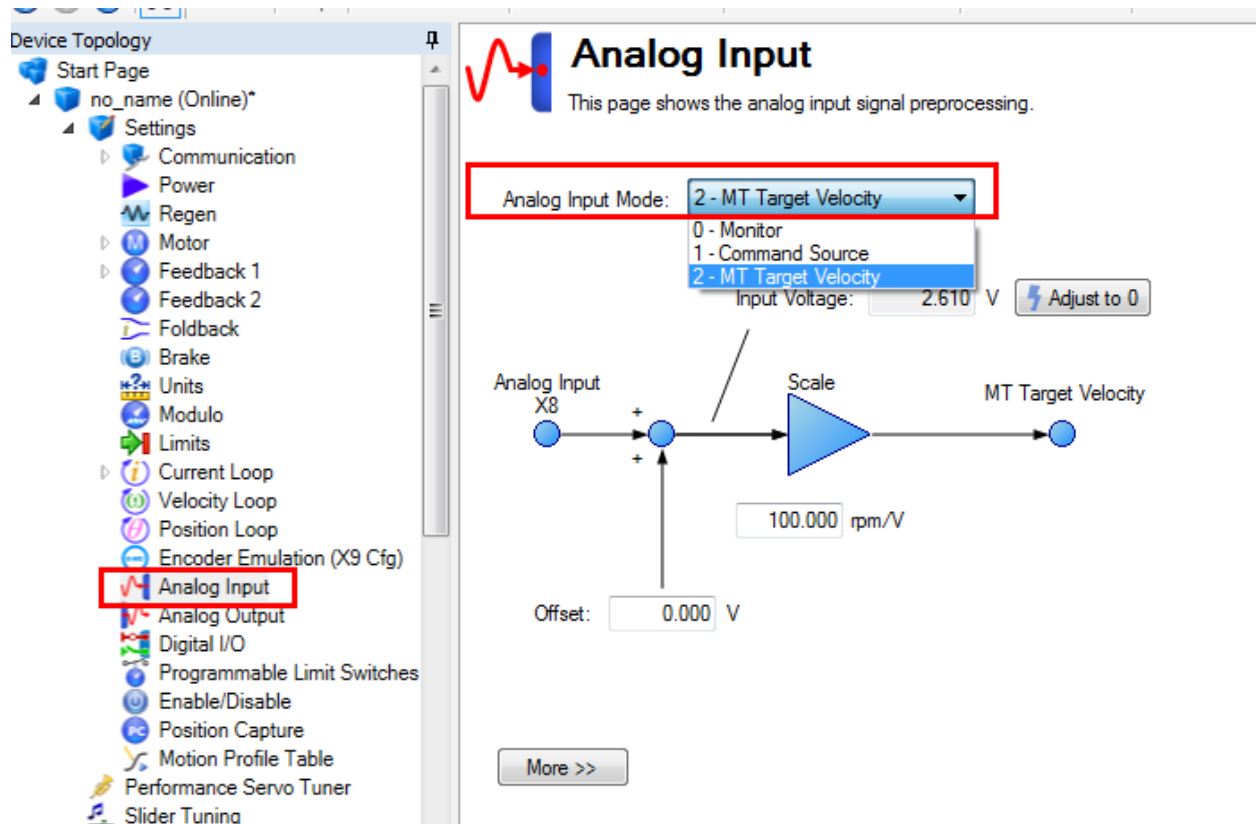 Device Topology
Start Page
no_name (Online)*
Settings
Communication
Power
Regen
Motor
Feedback 1
Feedback 2
Foldback
Brake
Units
Modulo
Limits
Current Loop
Velocity Loop
Position Loop
Encoder Emulation (X9 Cfg)
Analog Input
Analog Output
Digital I/O
Programmable Limit Switches
Enable/Disable
Position Capture
Motion Profile Table
Performance Servo Tuner
Slider Tuning
Analog Input
This page shows the analog input signal preprocessing.
Analog Input Mode: 2 - MT Target Velocity
0 - Monitor
1 - Command Source
2 - MT Target Velocity
Input Voltage: 2.610 V Adjust to 0
Analog Input
X8
Scale
MT Target Velocity
+
+
100.000 rpm/V
Offset: 0.000 V
More >>